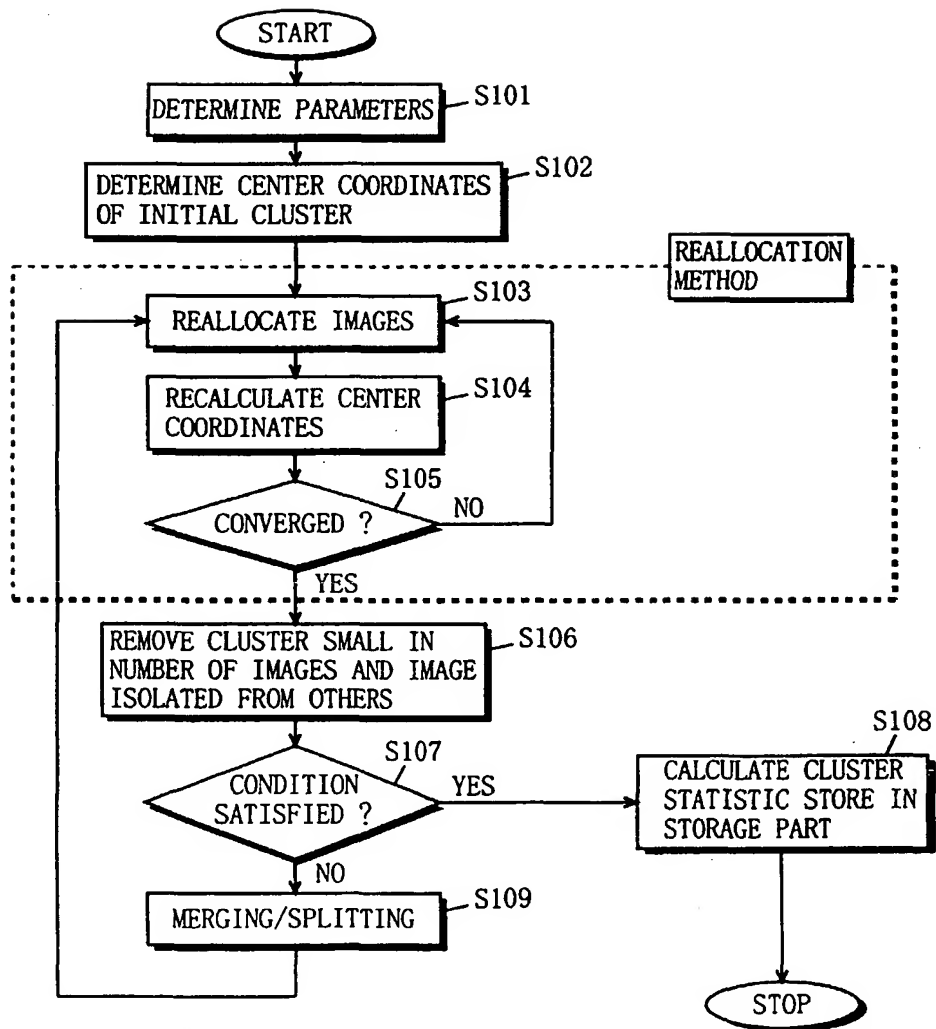 START
S101
DETERMINE PARAMETERS
S102
DETERMINE CENTER COORDINATES
OF INITIAL CLUSTER
REALLOCATION
METHOD
S103
REALLOCATE IMAGES
S104
RECALCULATE CENTER
COORDINATES
S105
CONVERGED ?
NO
YES
S106
REMOVE CLUSTER SMALL IN
NUMBER OF IMAGES AND IMAGE
ISOLATED FROM OTHERS
S107
CONDITION
SATISFIED ?
YES
S108
CALCULATE CLUSTER
STATISTIC STORE IN
STORAGE PART
NO
S109
MERGING/SPLITTING
STOP